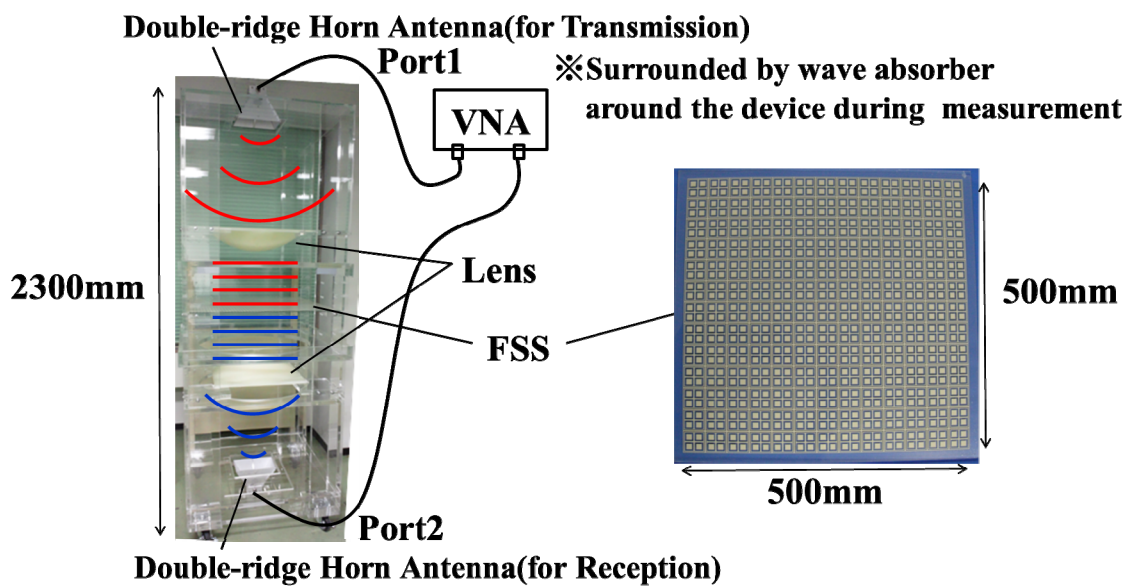 Double-ridge Horn Antenna(for Transmission)
Port1
※Surrounded by wave absorber
around the device during measurement
VNA
Lens
2300mm
500mm
FSS
500mm
Port2
Double-ridge Horn Antenna(for Reception)